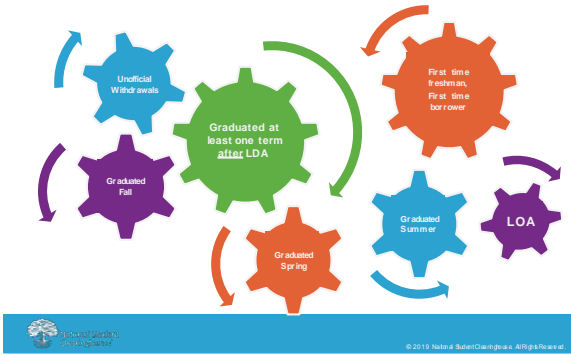 Unofficial
Withdrawals
First time
freshman,
First time
borrower
Graduated at
least one term
after LDA
Graduated
Fall
Graduated
Summer
LOA
Graduated
Spring
© 2019 National Student Clearinghouse. All Rights Reserved.